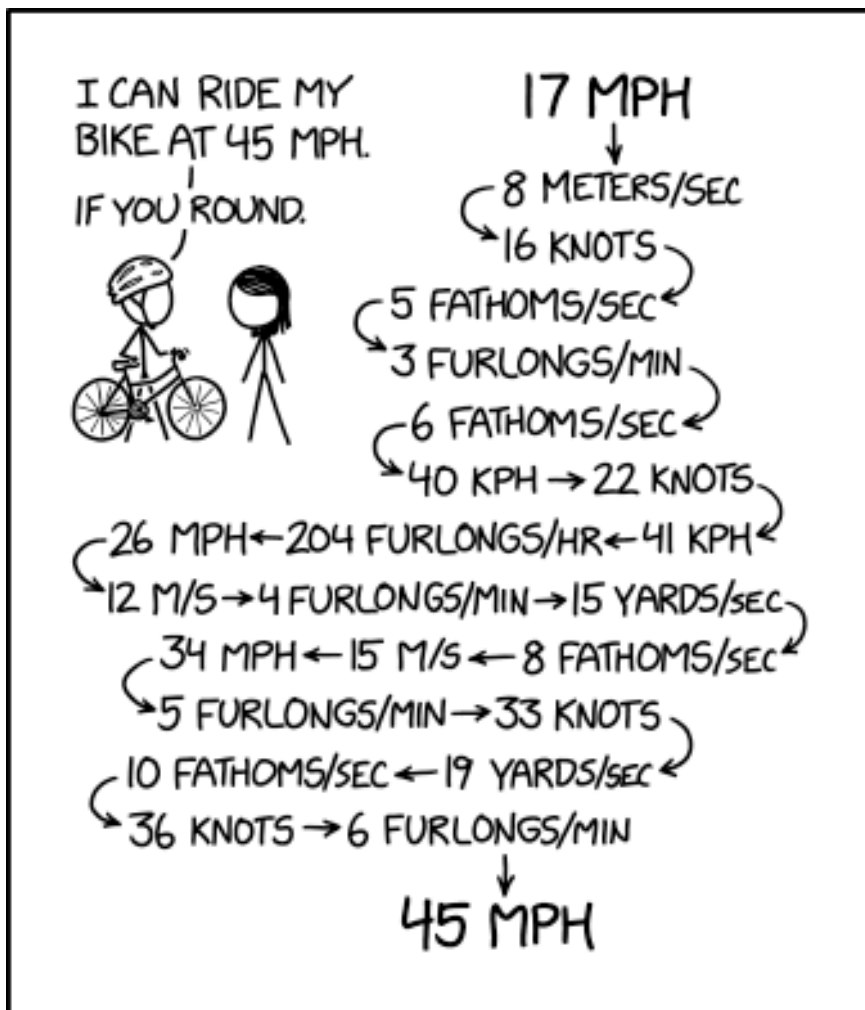 I CAN RIDE MY
BIKE AT 45 MPH.
IF YOU ROUND.
17 MPH
8 METERS/SEC
16 KNOTS
5 FATHOMS/SEC
3 FURLONGS/MIN
6 FATHOMS/SEC
40 KPH → 22 KNOTS
26 MPH ← 204 FURLONGS/HR ← 41 KPH
12 M/S → 4 FURLONGS/MIN → 15 YARDS/SEC
34 MPH ← 15 M/S ← 8 FATHOMS/SEC
5 FURLONGS/MIN → 33 KNOTS
10 FATHOMS/SEC ← 19 YARDS/SEC
36 KNOTS → 6 FURLONGS/MIN
45 MPH